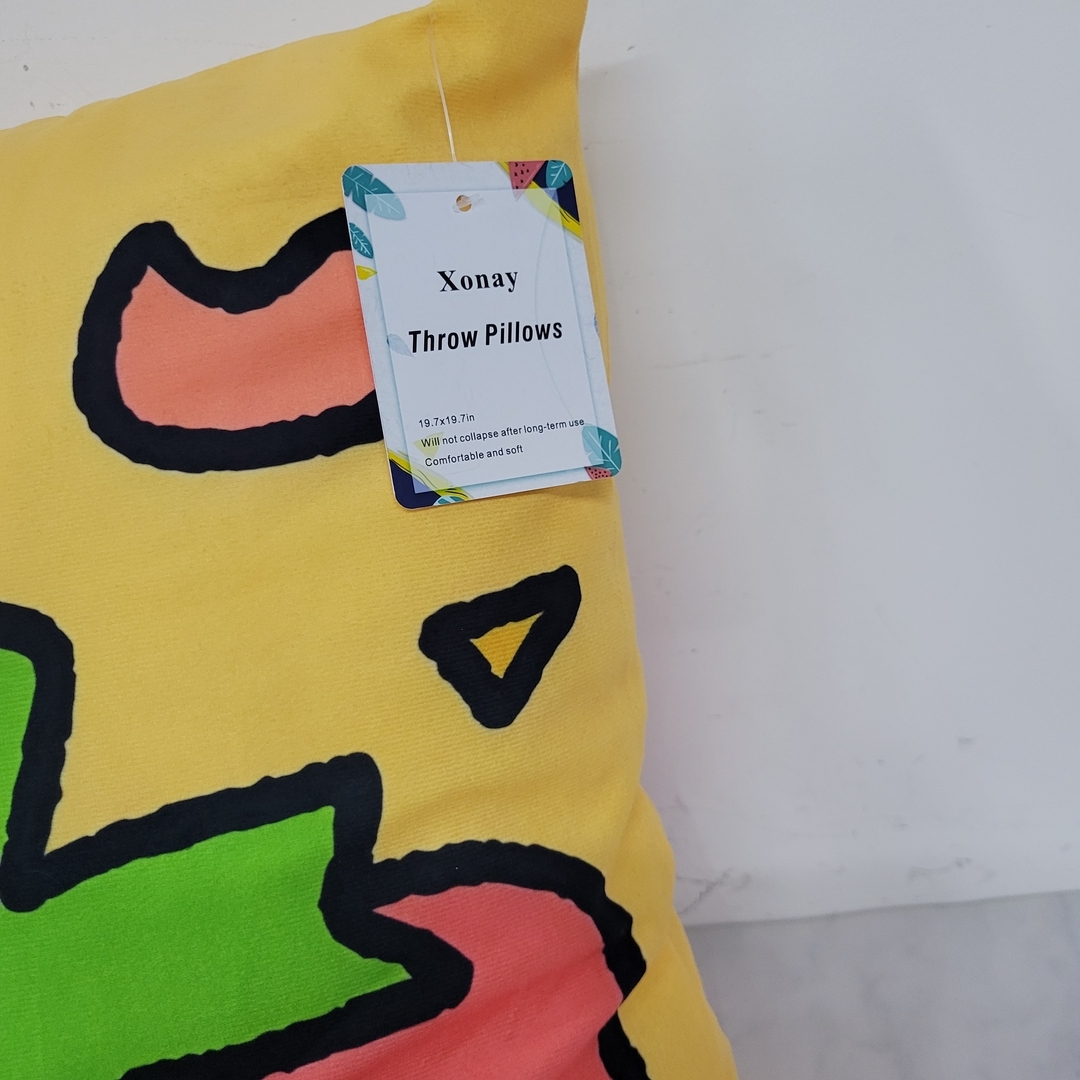 Xonay
Throw Pillows
19.7x19.7in
Will not collapse after long-term use
Comfortable and soft